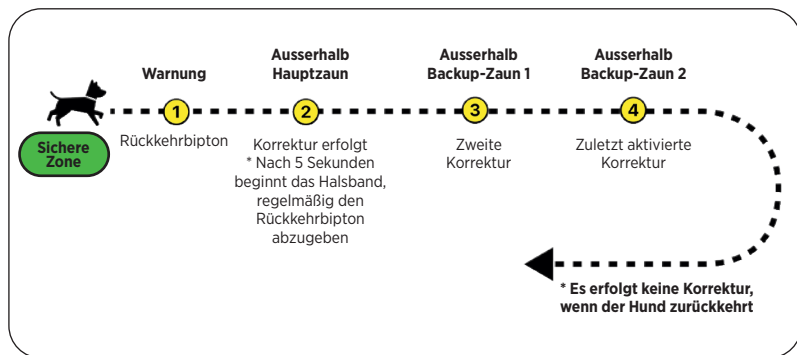 Sichere
Zone
Warnung
1
Rückkehrbipton
Ausserhalb
Hauptzaun
2
Korrektur erfolgt
* Nach 5 Sekunden
beginnt das Halsband,
regelmäßig den
Rückkehrbipton
abzugeben
Ausserhalb
Backup-Zaun 1
3
Zweite
Korrektur
Ausserhalb
Backup-Zaun 2
4
Zuletzt aktivierte
Korrektur
* Es erfolgt keine Korrektur,
wenn der Hund zurückkehrt